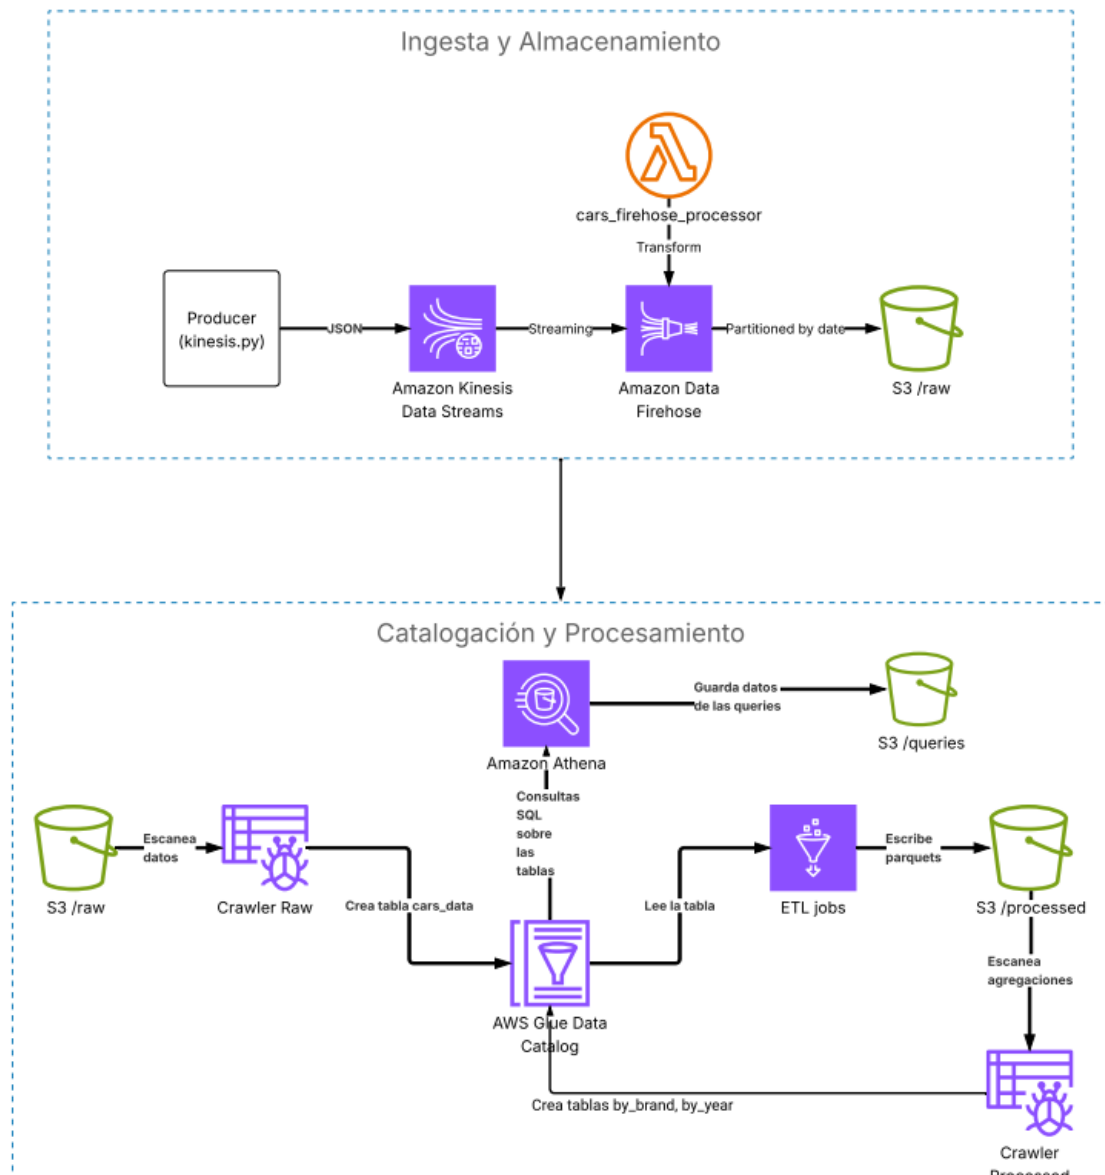 Ingesta y Almacenamiento
cars_firehose_processor
Transform
Producer
(kinesis.py)
JSON
Streaming
Partitioned by date
Amazon Kinesis
Data Streams
Amazon Data
Firehose
S3 /raw
Catalogación y Procesamiento
Guarda datos
de las queries
S3 /queries
Amazon Athena
Consultas
SQL
sobre
las
tablas
Escanea
datos
S3 /raw
Crawler Raw
Crea tabla cars_data
Lee la tabla
ETL jobs
Escribe
parquets
S3 /processed
Escanea
agregaciones
AWS Glue Data
Catalog
Crea tablas by_brand, by_year
Crawler
Processed